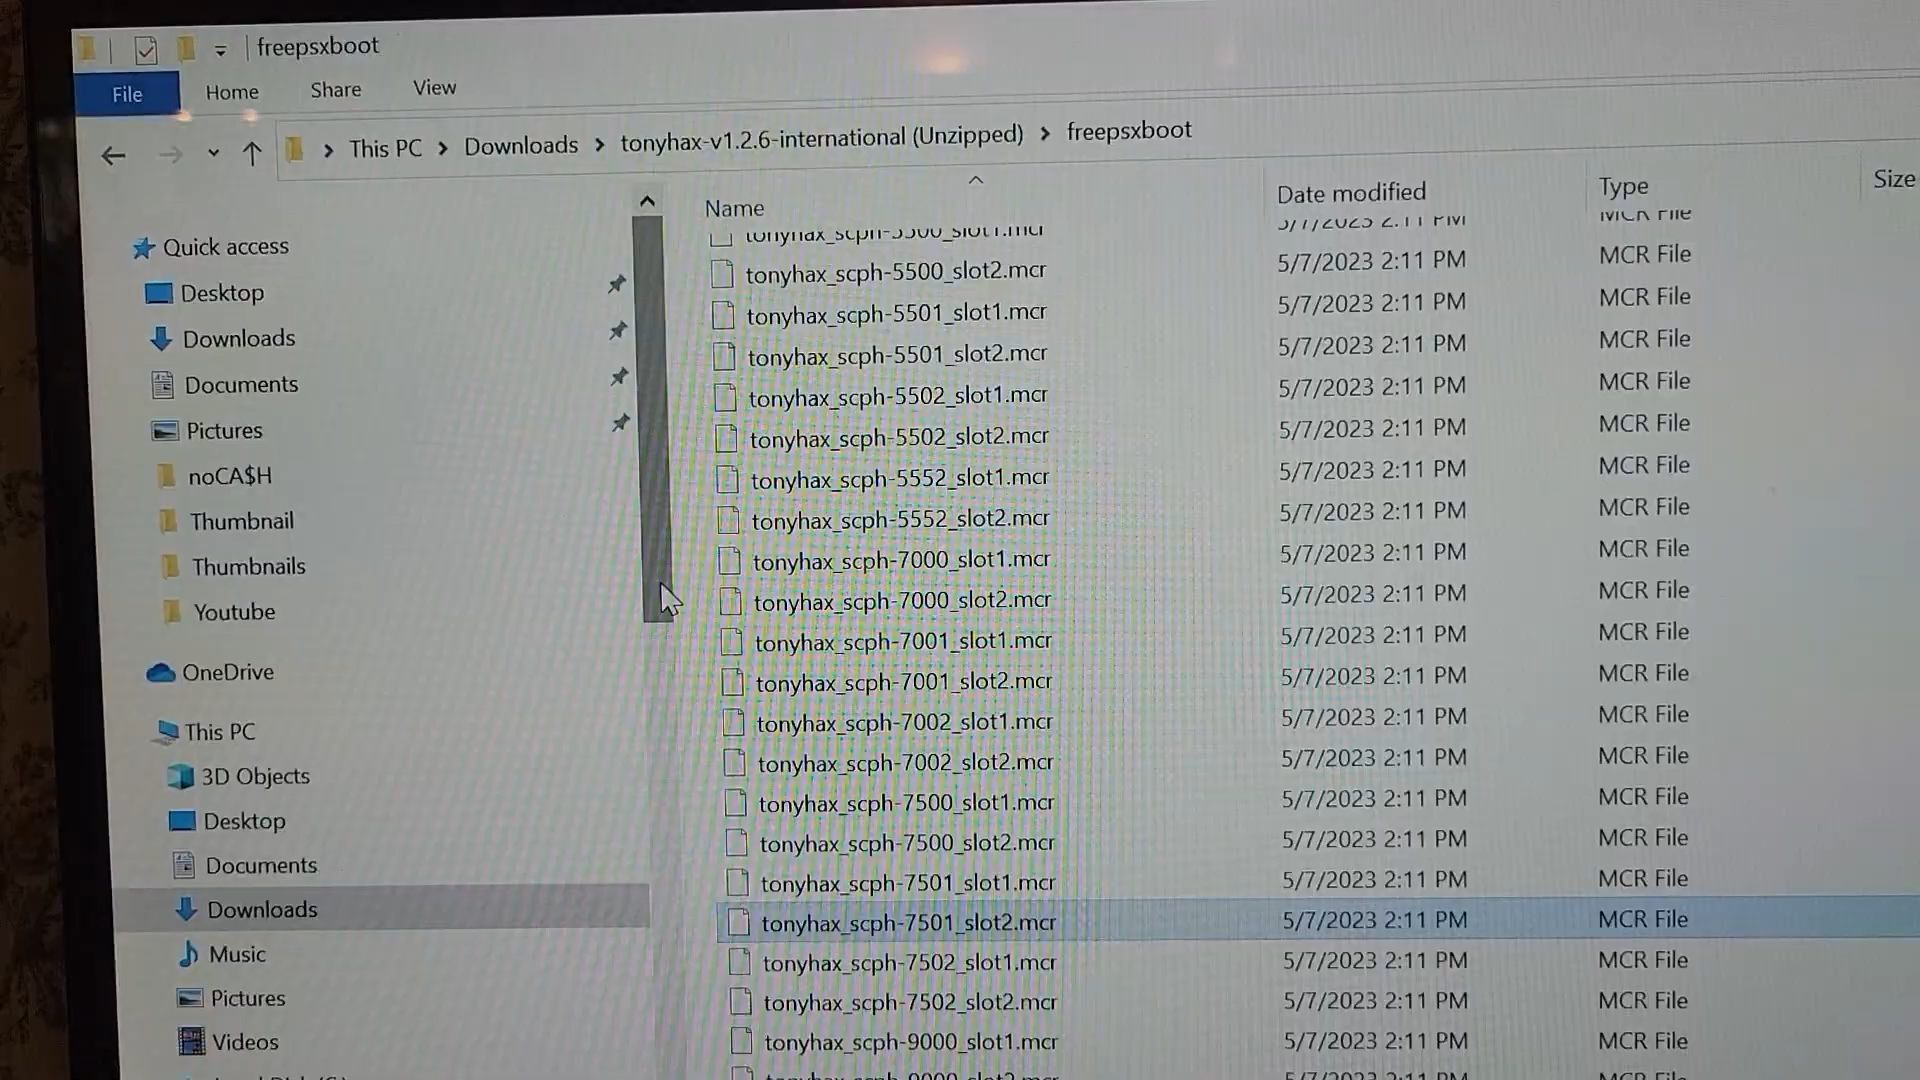 freepsxboot
File Home Share View
This PC Downloads tonyhax-v1.2.6-international (Unzipped) freepsxboot
Name Date modified Type Size
Quick access
Desktop
Downloads
Documents
Pictures
noCA$H
Thumbnail
Thumbnails
Youtube
OneDrive
This PC
3D Objects
Desktop
Documents
Downloads
Music
Pictures
Videos
tonyhax_scph-5500_slot1.mcr 5/7/2023 2:11 PM MCR File
tonyhax_scph-5500_slot2.mcr 5/7/2023 2:11 PM MCR File
tonyhax_scph-5501_slot1.mcr 5/7/2023 2:11 PM MCR File
tonyhax_scph-5501_slot2.mcr 5/7/2023 2:11 PM MCR File
tonyhax_scph-5502_slot1.mcr 5/7/2023 2:11 PM MCR File
tonyhax_scph-5502_slot2.mcr 5/7/2023 2:11 PM MCR File
tonyhax_scph-5552_slot1.mcr 5/7/2023 2:11 PM MCR File
tonyhax_scph-5552_slot2.mcr 5/7/2023 2:11 PM MCR File
tonyhax_scph-7000_slot1.mcr 5/7/2023 2:11 PM MCR File
tonyhax_scph-7000_slot2.mcr 5/7/2023 2:11 PM MCR File
tonyhax_scph-7001_slot1.mcr 5/7/2023 2:11 PM MCR File
tonyhax_scph-7001_slot2.mcr 5/7/2023 2:11 PM MCR File
tonyhax_scph-7002_slot1.mcr 5/7/2023 2:11 PM MCR File
tonyhax_scph-7002_slot2.mcr 5/7/2023 2:11 PM MCR File
tonyhax_scph-7500_slot1.mcr 5/7/2023 2:11 PM MCR File
tonyhax_scph-7500_slot2.mcr 5/7/2023 2:11 PM MCR File
tonyhax_scph-7501_slot1.mcr 5/7/2023 2:11 PM MCR File
tonyhax_scph-7501_slot2.mcr 5/7/2023 2:11 PM MCR File
tonyhax_scph-7502_slot1.mcr 5/7/2023 2:11 PM MCR File
tonyhax_scph-7502_slot2.mcr 5/7/2023 2:11 PM MCR File
tonyhax_scph-9000_slot1.mcr 5/7/2023 2:11 PM MCR File